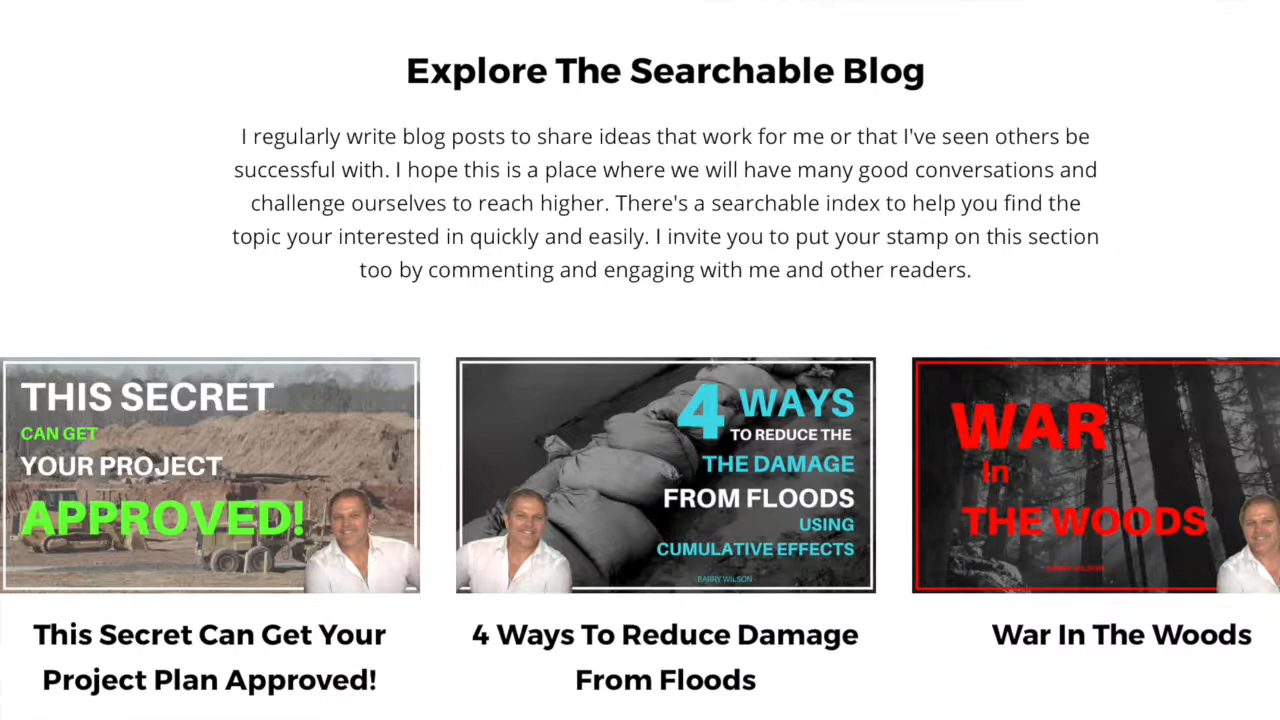 Explore The Searchable Blog
I regularly write blog posts to share ideas that work for me or that I've seen others be
successful with. I hope this is a place where we will have many good conversations and
challenge ourselves to reach higher. There's a searchable index to help you find the
topic your interested in quickly and easily. I invite you to put your stamp on this section
too by commenting and engaging with me and other readers.
THIS SECRET
CAN GET
YOUR PROJECT
APPROVED!
4 WAYS
TO REDUCE THE
THE DAMAGE
FROM FLOODS
USING
CUMULATIVE EFFECTS
BARRY WILSON
WAR
In
THE WOODS
BARRY WILSON
This Secret Can Get Your
Project Plan Approved!
4 Ways To Reduce Damage
From Floods
War In The Woods